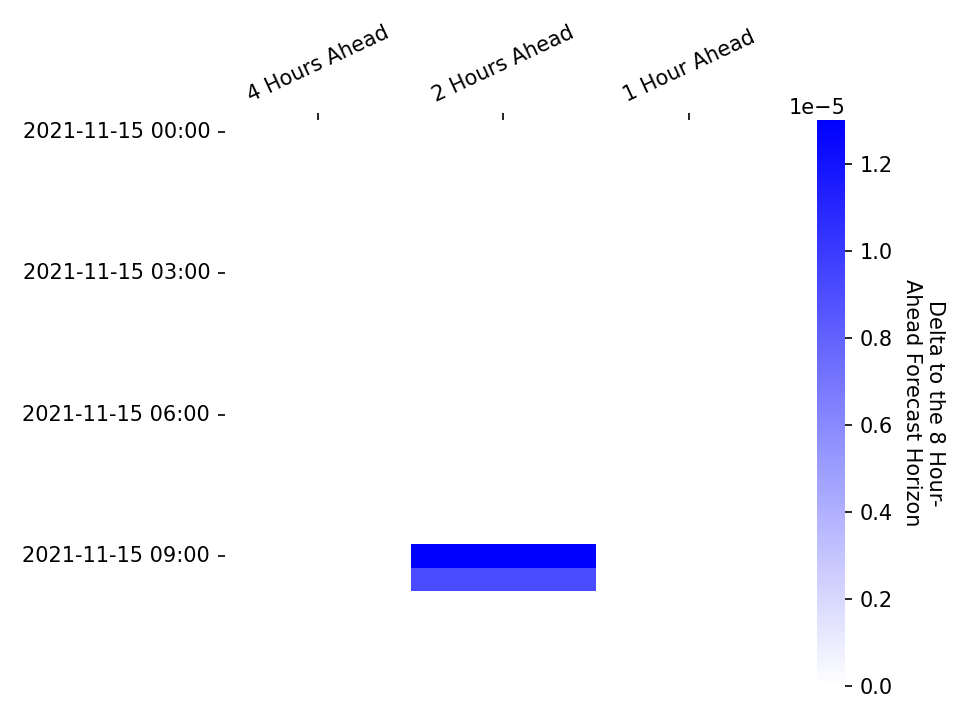 4 Hours Ahead
2 Hours Ahead
1 Hour Ahead
2021-11-15 00:00
2021-11-15 03:00
2021-11-15 06:00
2021-11-15 09:00
1e−5
1.2
1.0
0.8
0.6
0.4
0.2
0.0
Delta to the 8 Hour-
Ahead Forecast Horizon